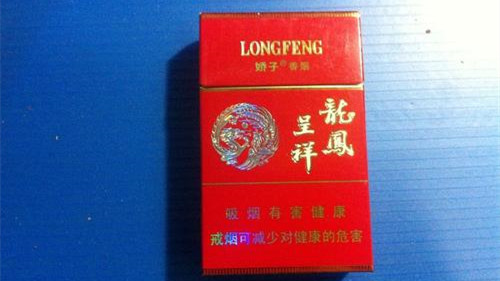 LONGFENG
娇子®香烟
龍鳳
呈祥
吸烟有害健康
戒烟可减少对健康的危害